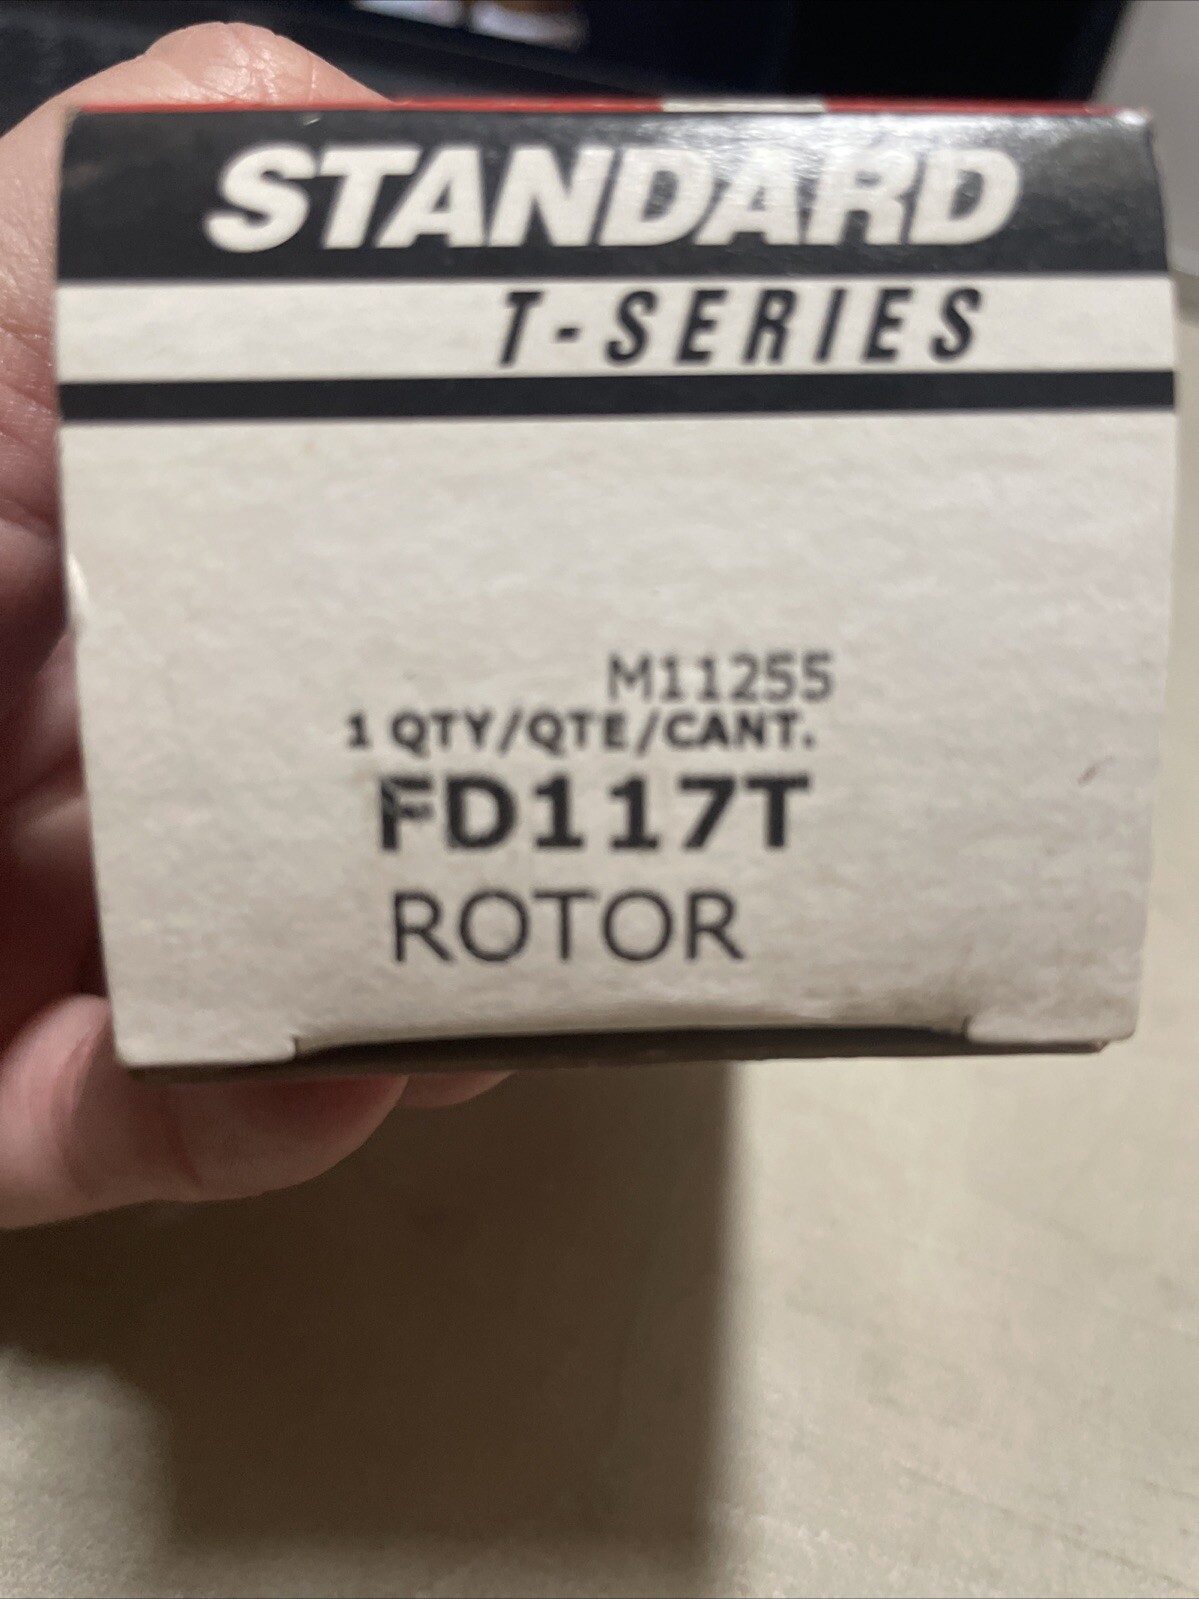 STANDARD
T-SERIES
M11255
1 QTY/QTE/CANT.
FD117T
ROTOR